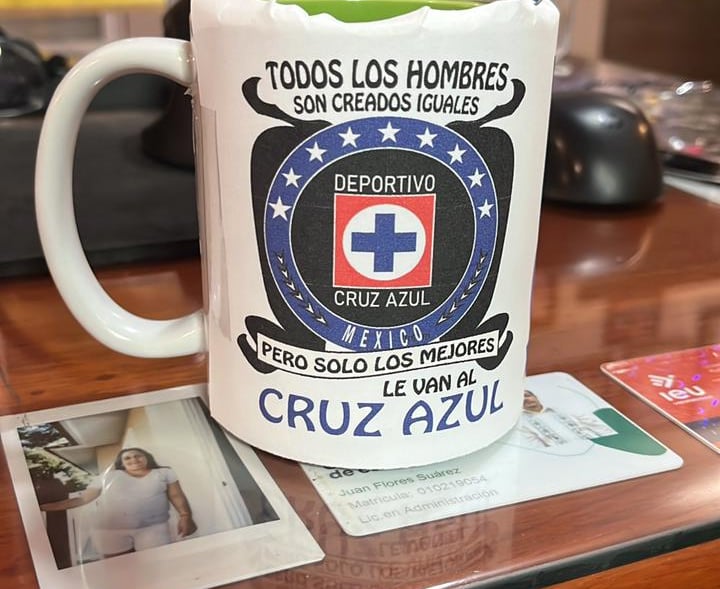 TODOS LOS HOMBRES
SON CREADOS IGUALES
DEPORTIVO
CRUZ AZUL
MEXICO
PERO SOLO LOS MEJORES
LE VAN AL
CRUZ AZUL
Juan Flores Suárez
Matrícula: 010219054
Lic. en Administración
IEU